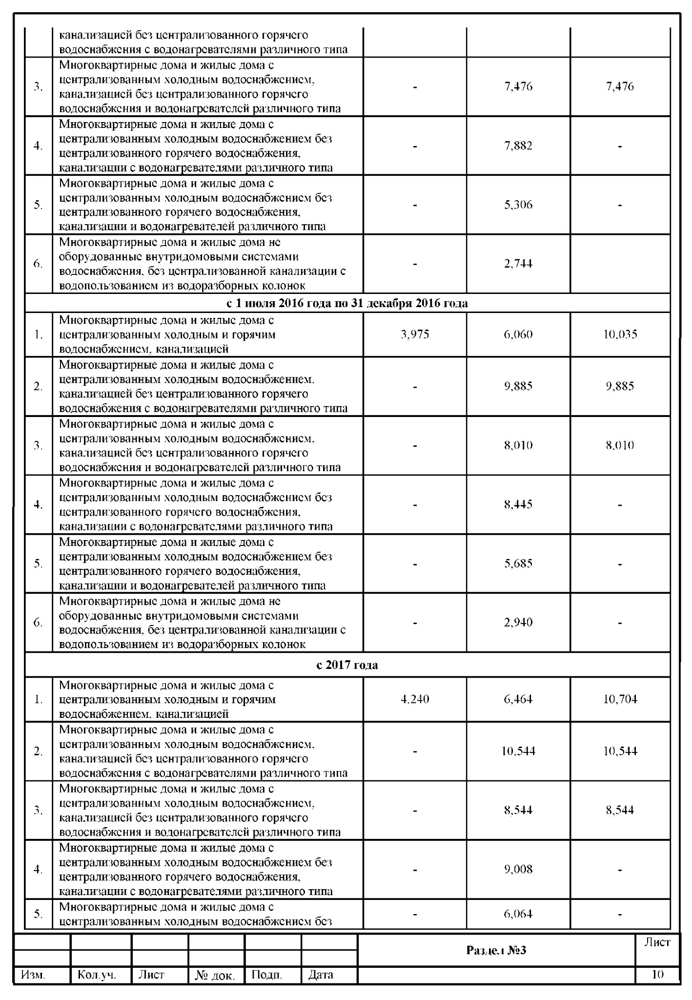 канализацией без централизованного горячего
водоснабжения с водонагревателями различного типа
3.
Многоквартирные дома и жилые дома с
централизованным холодным водоснабжением,
канализацией без централизованного горячего
водоснабжения и водонагревателей различного типа
-
7,476
7,476
4.
Многоквартирные дома и жилые дома с
централизованным холодным водоснабжением без
централизованного горячего водоснабжения,
канализации с водонагревателями различного типа
-
7,882
-
5.
Многоквартирные дома и жилые дома с
централизованным холодным водоснабжением без
централизованного горячего водоснабжения,
канализации и водонагревателей различного типа
-
5,306
-
6.
Многоквартирные дома и жилые дома не
оборудованные внутридомовыми системами
водоснабжения, без централизованной канализации с
водопользованием из водоразборных колонок
-
2,744
с 1 июля 2016 года по 31 декабря 2016 года
1.
Многоквартирные дома и жилые дома с
централизованным холодным и горячим
водоснабжением, канализацией
3,975
6,060
10,035
2.
Многоквартирные дома и жилые дома с
централизованным холодным водоснабжением,
канализацией без централизованного горячего
водоснабжения с водонагревателями различного типа
-
9,885
9,885
3.
Многоквартирные дома и жилые дома с
централизованным холодным водоснабжением,
канализацией без централизованного горячего
водоснабжения и водонагревателей различного типа
-
8,010
8,010
4.
Многоквартирные дома и жилые дома с
централизованным холодным водоснабжением без
централизованного горячего водоснабжения,
канализации с водонагревателями различного типа
-
8,445
-
5.
Многоквартирные дома и жилые дома с
централизованным холодным водоснабжением без
централизованного горячего водоснабжения,
канализации и водонагревателей различного типа
-
5,685
-
6.
Многоквартирные дома и жилые дома не
оборудованные внутридомовыми системами
водоснабжения, без централизованной канализации с
водопользованием из водоразборных колонок
-
2,940
-
с 2017 года
1.
Многоквартирные дома и жилые дома с
централизованным холодным и горячим
водоснабжением, канализацией
4,240
6,464
10,704
2.
Многоквартирные дома и жилые дома с
централизованным холодным водоснабжением,
канализацией без централизованного горячего
водоснабжения с водонагревателями различного типа
-
10,544
10,544
3.
Многоквартирные дома и жилые дома с
централизованным холодным водоснабжением,
канализацией без централизованного горячего
водоснабжения и водонагревателей различного типа
-
8,544
8,544
4.
Многоквартирные дома и жилые дома с
централизованным холодным водоснабжением без
централизованного горячего водоснабжения,
канализации с водонагревателями различного типа
-
9,008
-
5.
Многоквартирные дома и жилые дома с
централизованным холодным водоснабжением без
-
6,064
-
Раздел №3
Лист
Изм.
Кол.уч.
Лист
№ док.
Подп.
Дата
10